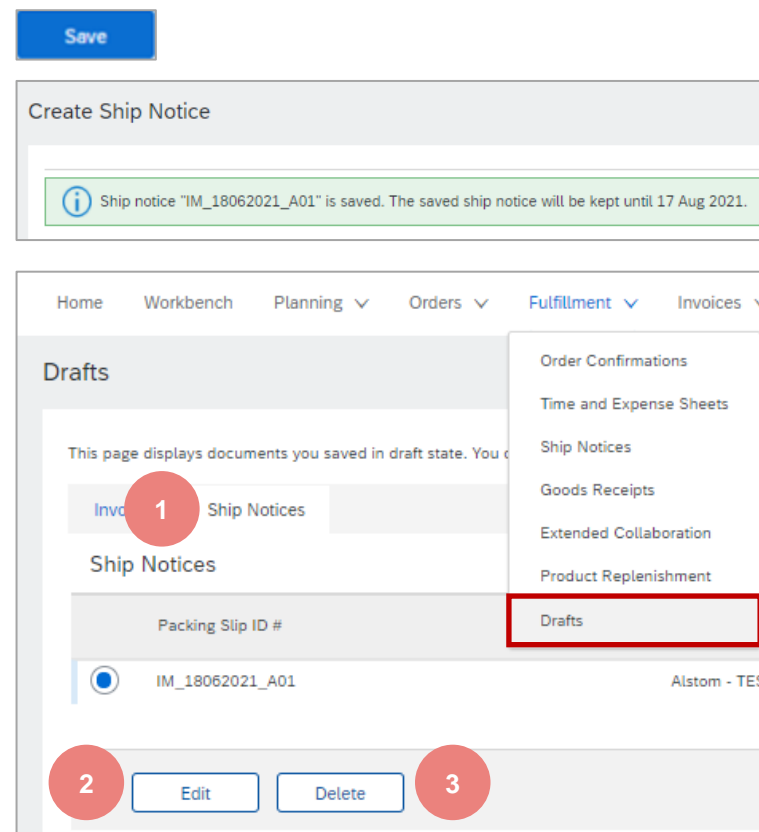 Save
Create Ship Notice
Ship notice "IM_18062021_A01" is saved. The saved ship notice will be kept until 17 Aug 2021.
Home Workbench Planning Orders Fulfillment Invoices
Drafts
Order Confirmations
Time and Expense Sheets
Ship Notices
Goods Receipts
Extended Collaboration
Product Replenishment
Drafts
This page displays documents you saved in draft state. You
1 Ship Notices
Ship Notices
Packing Slip ID #
IM_18062021_A01 Alstom -
2 Edit Delete 3